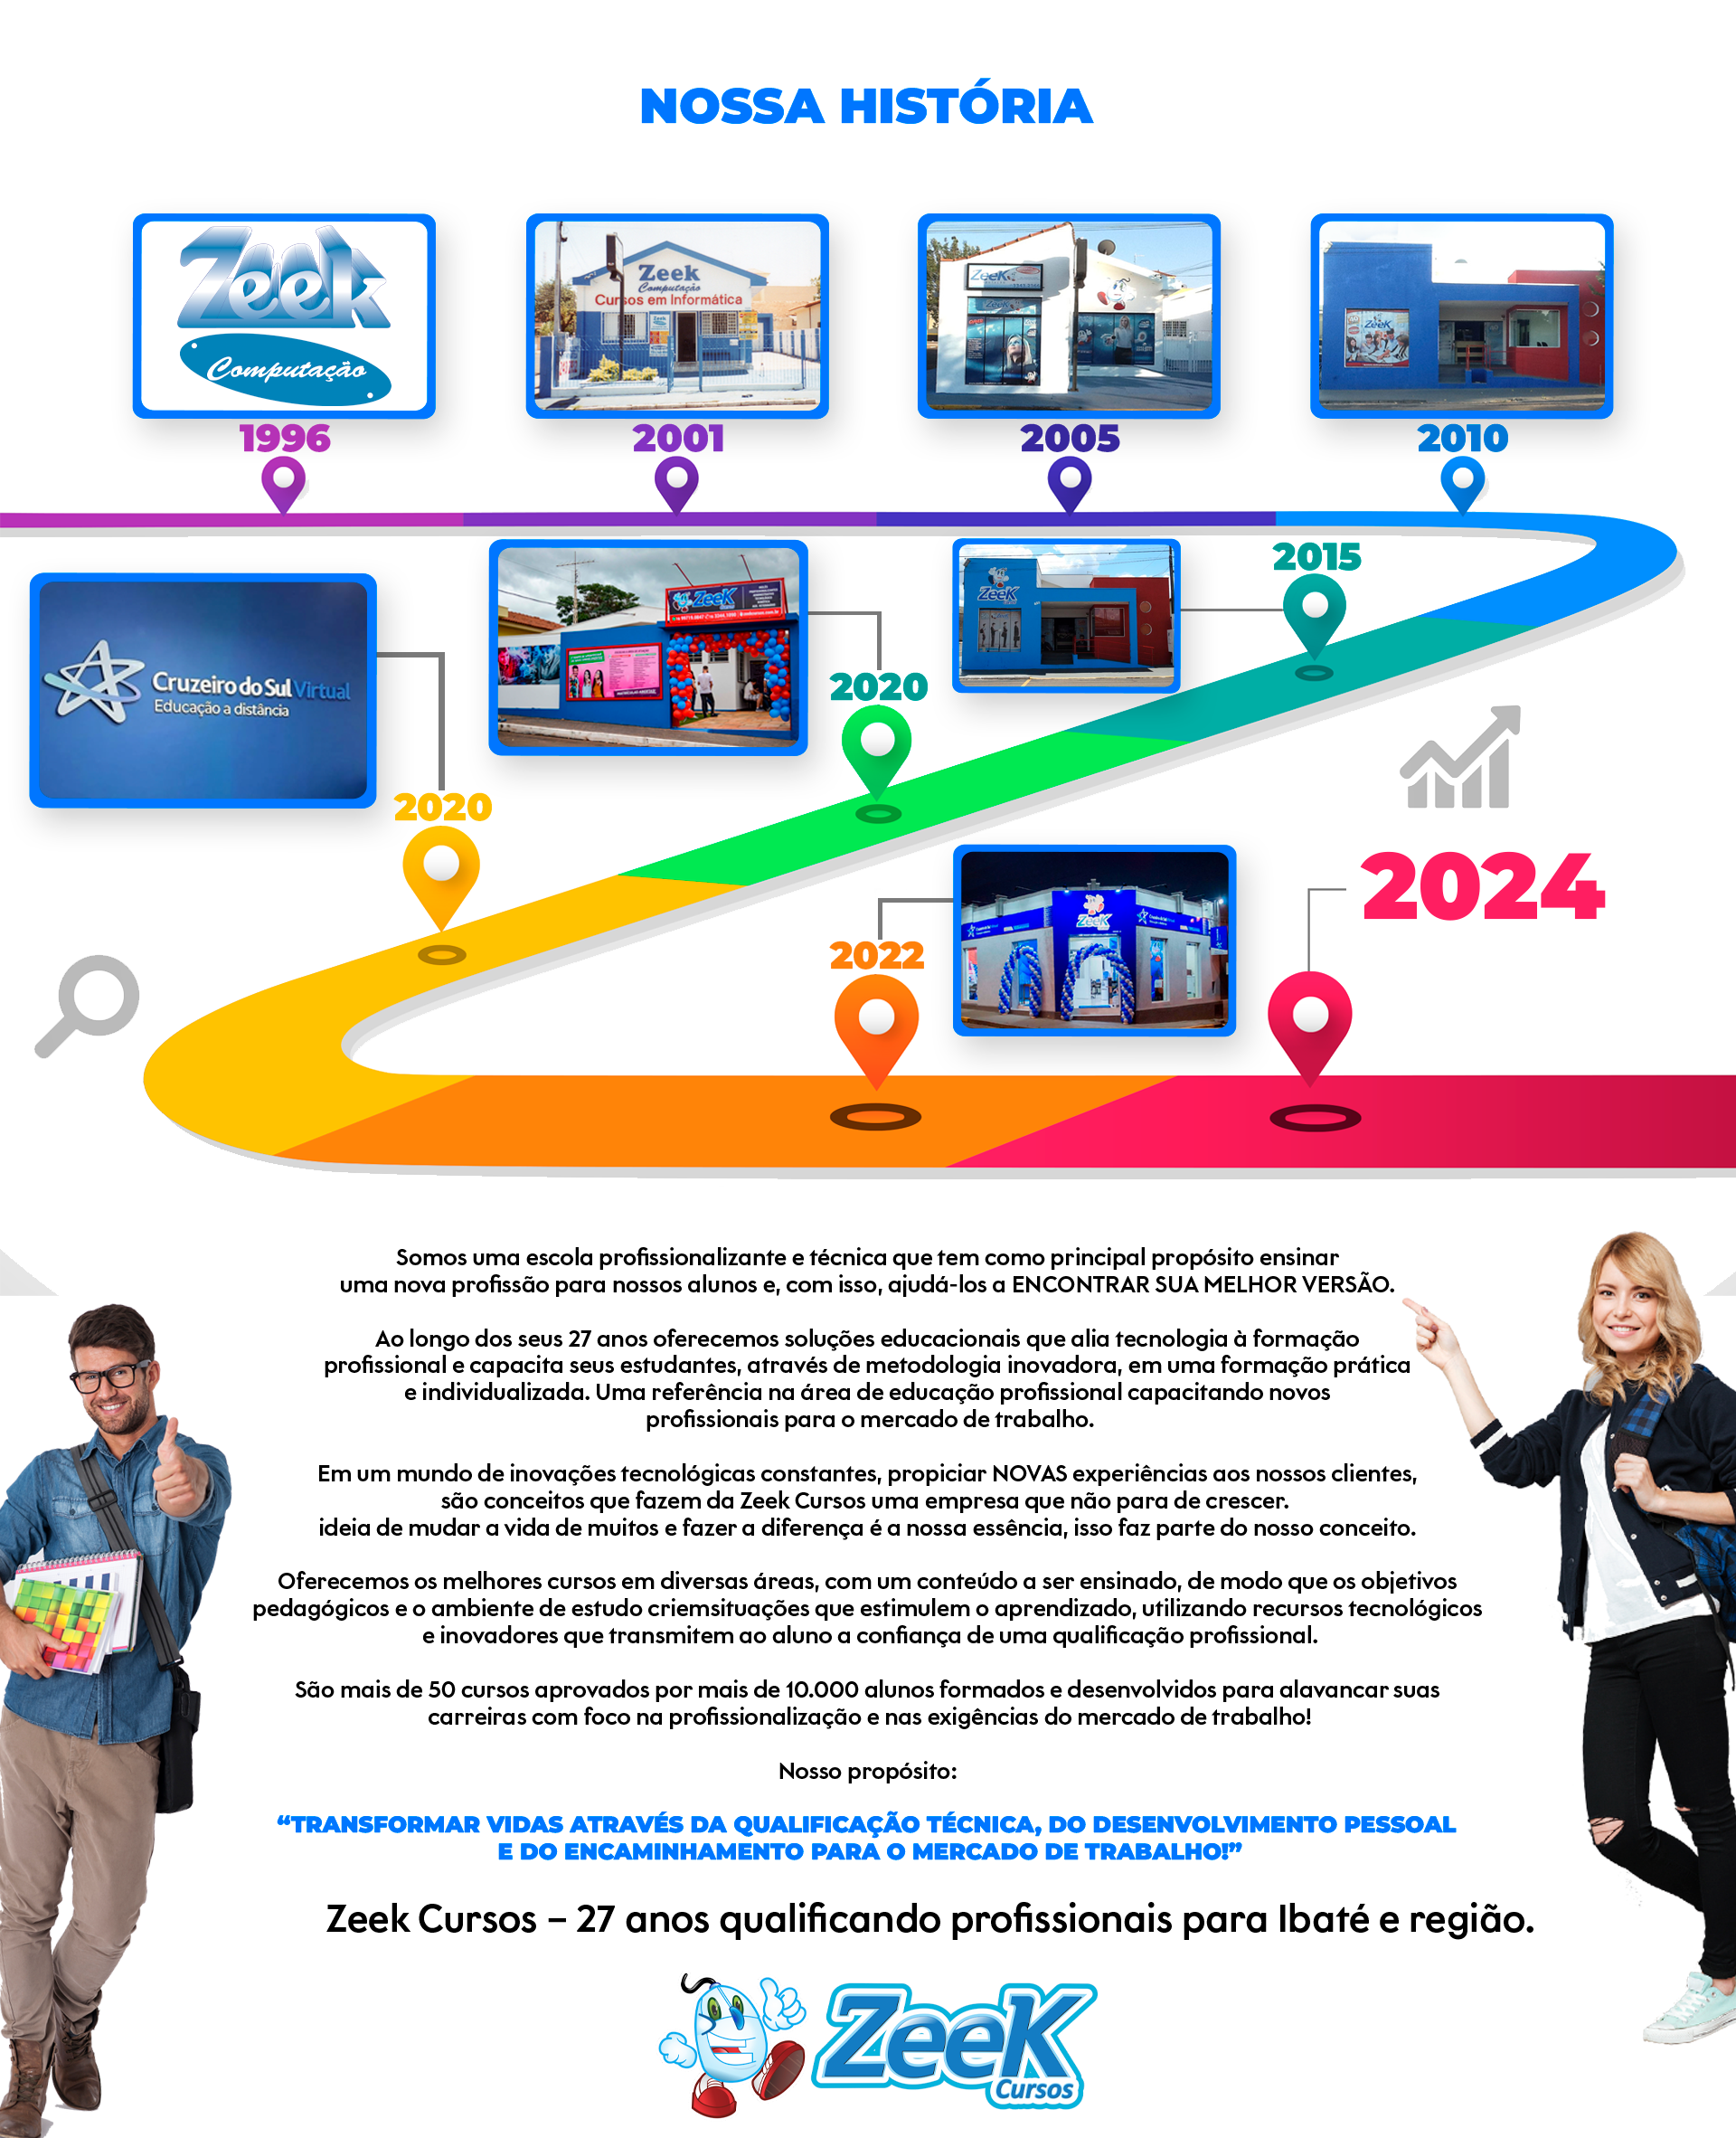 NOSSA HISTÓRIA
Zeek
Computação
Zeek
Computação
Cursos em Informática
ZeeK
ZeeK
ZeeK
1996
2001
2005
2010
2015
ZeeK
ZeeK
Cruzeiro do Sul Virtual
Educação a distância
2020
2020
2022
ZeeK
2024
Somos uma escola profissionalizante e técnica que tem como principal propósito ensinar
uma nova profissão para nossos alunos e, com isso, ajudá-los a ENCONTRAR SUA MELHOR VERSÃO.
Ao longo dos seus 27 anos oferecemos soluções educacionais que alia tecnologia à formação
profissional e capacita seus estudantes, através de metodologia inovadora, em uma formação prática
e individualizada. Uma referência na área de educação profissional capacitando novos
profissionais para o mercado de trabalho.
Em um mundo de inovações tecnológicas constantes, propiciar NOVAS experiências aos nossos clientes,
são conceitos que fazem da Zeek Cursos uma empresa que não para de crescer.
ideia de mudar a vida de muitos e fazer a diferença é a nossa essência, isso faz parte do nosso conceito.
Oferecemos os melhores cursos em diversas áreas, com um conteúdo a ser ensinado, de modo que os objetivos
pedagógicos e o ambiente de estudo criemsituações que estimulem o aprendizado, utilizando recursos tecnológicos
e inovadores que transmitem ao aluno a confiança de uma qualificação profissional.
São mais de 50 cursos aprovados por mais de 10.000 alunos formados e desenvolvidos para alavancar suas
carreiras com foco na profissionalização e nas exigências do mercado de trabalho!
Nosso propósito:
“TRANSFORMAR VIDAS ATRAVÉS DA QUALIFICAÇÃO TÉCNICA, DO DESENVOLVIMENTO PESSOAL
E DO ENCAMINHAMENTO PARA O MERCADO DE TRABALHO!”
Zeek Cursos – 27 anos qualificando profissionais para Ibaté e região.
ZeeK
Cursos